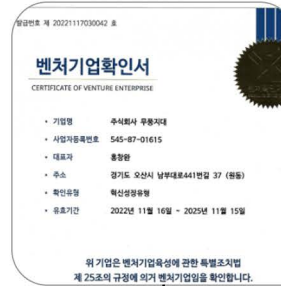 발급번호 제 20221117030042 호
벤처기업확인서
CERTIFICATE OF VENTURE ENTERPRISE
• 기업명 주식회사 무풍지대
• 사업자등록번호 545-87-01615
• 대표자 홍창완
• 주소 경기도 오산시 남부대로441번길 37 (원동)
• 확인유형 혁신성장유형
• 유효기간 2022년 11월 16일 ~ 2025년 11월 15일
위 기업은 벤처기업육성에 관한 특별조치법
제 25조의 규정에 의거 벤처기업임을 확인합니다.